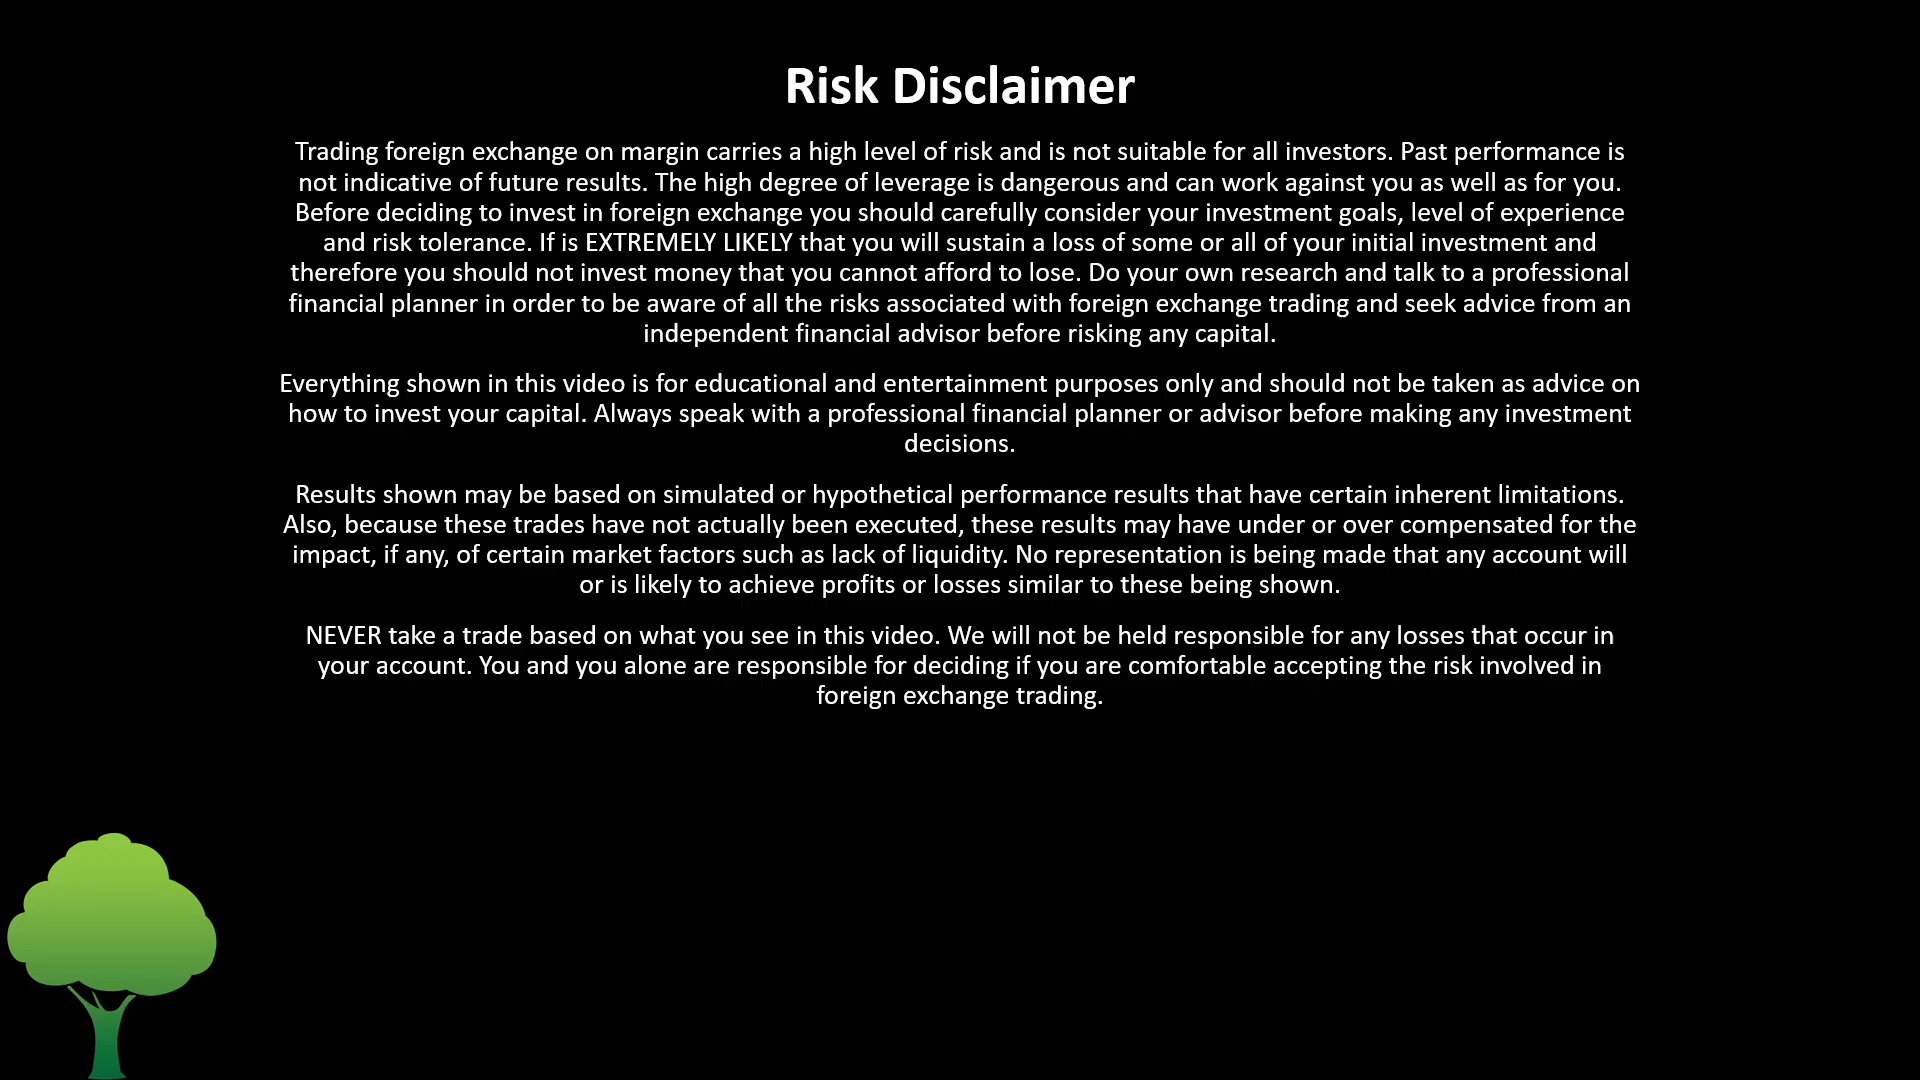 Risk Disclaimer
Trading foreign exchange on margin carries a high level of risk and is not suitable for all investors. Past performance is
not indicative of future results. The high degree of leverage is dangerous and can work against you as well as for you.
Before deciding to invest in foreign exchange you should carefully consider your investment goals, level of experience
and risk tolerance. If is EXTREMELY LIKELY that you will sustain a loss of some or all of your initial investment and
therefore you should not invest money that you cannot afford to lose. Do your own research and talk to a professional
financial planner in order to be aware of all the risks associated with foreign exchange trading and seek advice from an
independent financial advisor before risking any capital.
Everything shown in this video is for educational and entertainment purposes only and should not be taken as advice on
how to invest your capital. Always speak with a professional financial planner or advisor before making any investment
decisions.
Results shown may be based on simulated or hypothetical performance results that have certain inherent limitations.
Also, because these trades have not actually been executed, these results may have under or over compensated for the
impact, if any, of certain market factors such as lack of liquidity. No representation is being made that any account will
or is likely to achieve profits or losses similar to these being shown.
NEVER take a trade based on what you see in this video. We will not be held responsible for any losses that occur in
your account. You and you alone are responsible for deciding if you are comfortable accepting the risk involved in
foreign exchange trading.